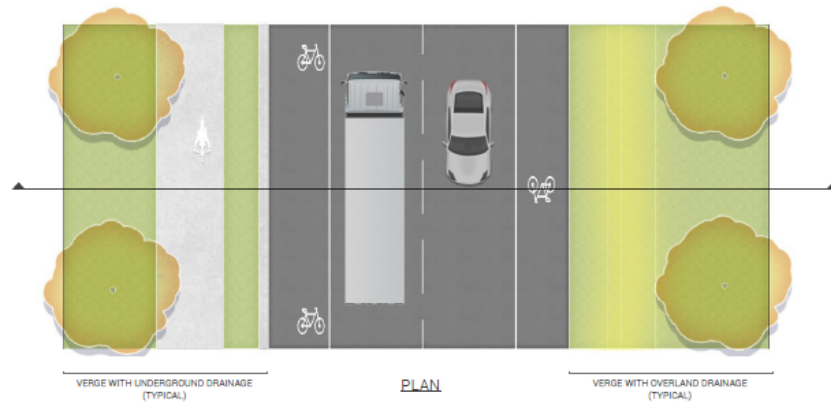 VERGE WITH UNDERGROUND DRAINAGE
(TYPICAL)
PLAN
VERGE WITH OVERLAND DRAINAGE
(TYPICAL)